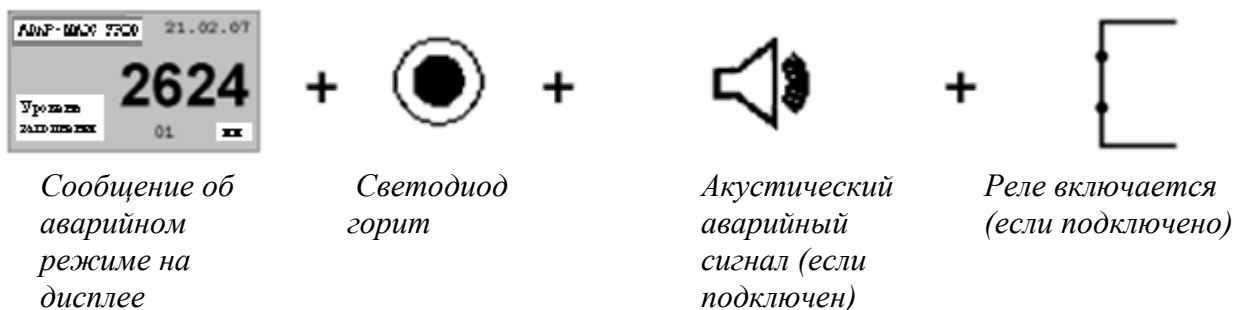 21.02.07
2624
01
+
+
+
Сообщение об
аварийном
режиме на
дисплее
Светодиод
горит
Акустический
аварийный
сигнал (если
подключен)
Реле включается
(если подключено)